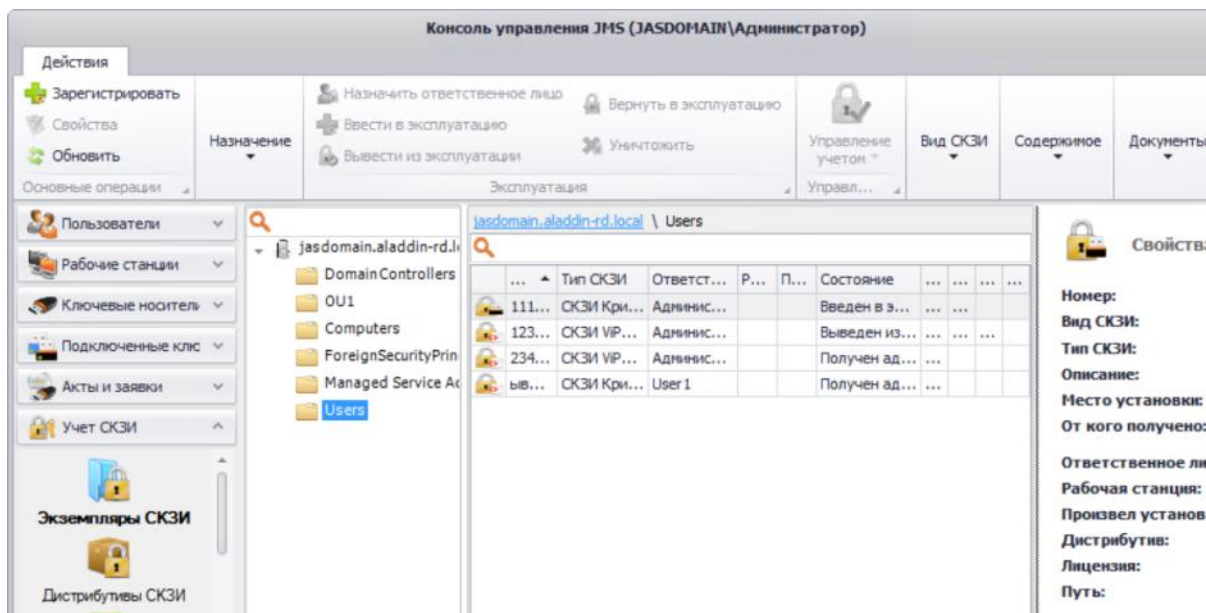 Консоль управления JMS (JASDOMAIN\Администратор)
Действия
Зарегистрировать
Свойства
Обновить
Основные операции
Назначение
Назначить ответственное лицо
Ввести в эксплуатацию
Вывести из эксплуатации
Вернуть в эксплуатацию
Уничтожить
Эксплуатация
Управление
учетом
Управл...
Вид СКЗИ
Содержимое
Документы
Пользователи
Рабочие станции
Ключевые носители
Подключенные клю
Акты и заявки
Учет СКЗИ
Экземпляры СКЗИ
Дистрибутивы СКЗИ
jasdomain.aladdin-rd.l
Domain Controllers
OU1
Computers
ForeignSecurityPrin
Managed Service Ac
Users
jasdomain.aladdin-rd.local \ Users
... Тип СКЗИ Ответст... Р... П... Состояние ... ... ... ...
111... СКЗИ Кри... Админис... Введен в э... ... ...
123... СКЗИ ViP... Админис... Выведен из... ... ... ...
234... СКЗИ ViP... Админис... Получен ад... ...
ыв... СКЗИ Кри... User1 Получен ад... ...
Свойства
Номер:
Вид СКЗИ:
Тип СКЗИ:
Описание:
Место установки:
От кого получено:
Ответственное ли
Рабочая станция:
Произвел установ
Дистрибутив:
Лицензия:
Путь: